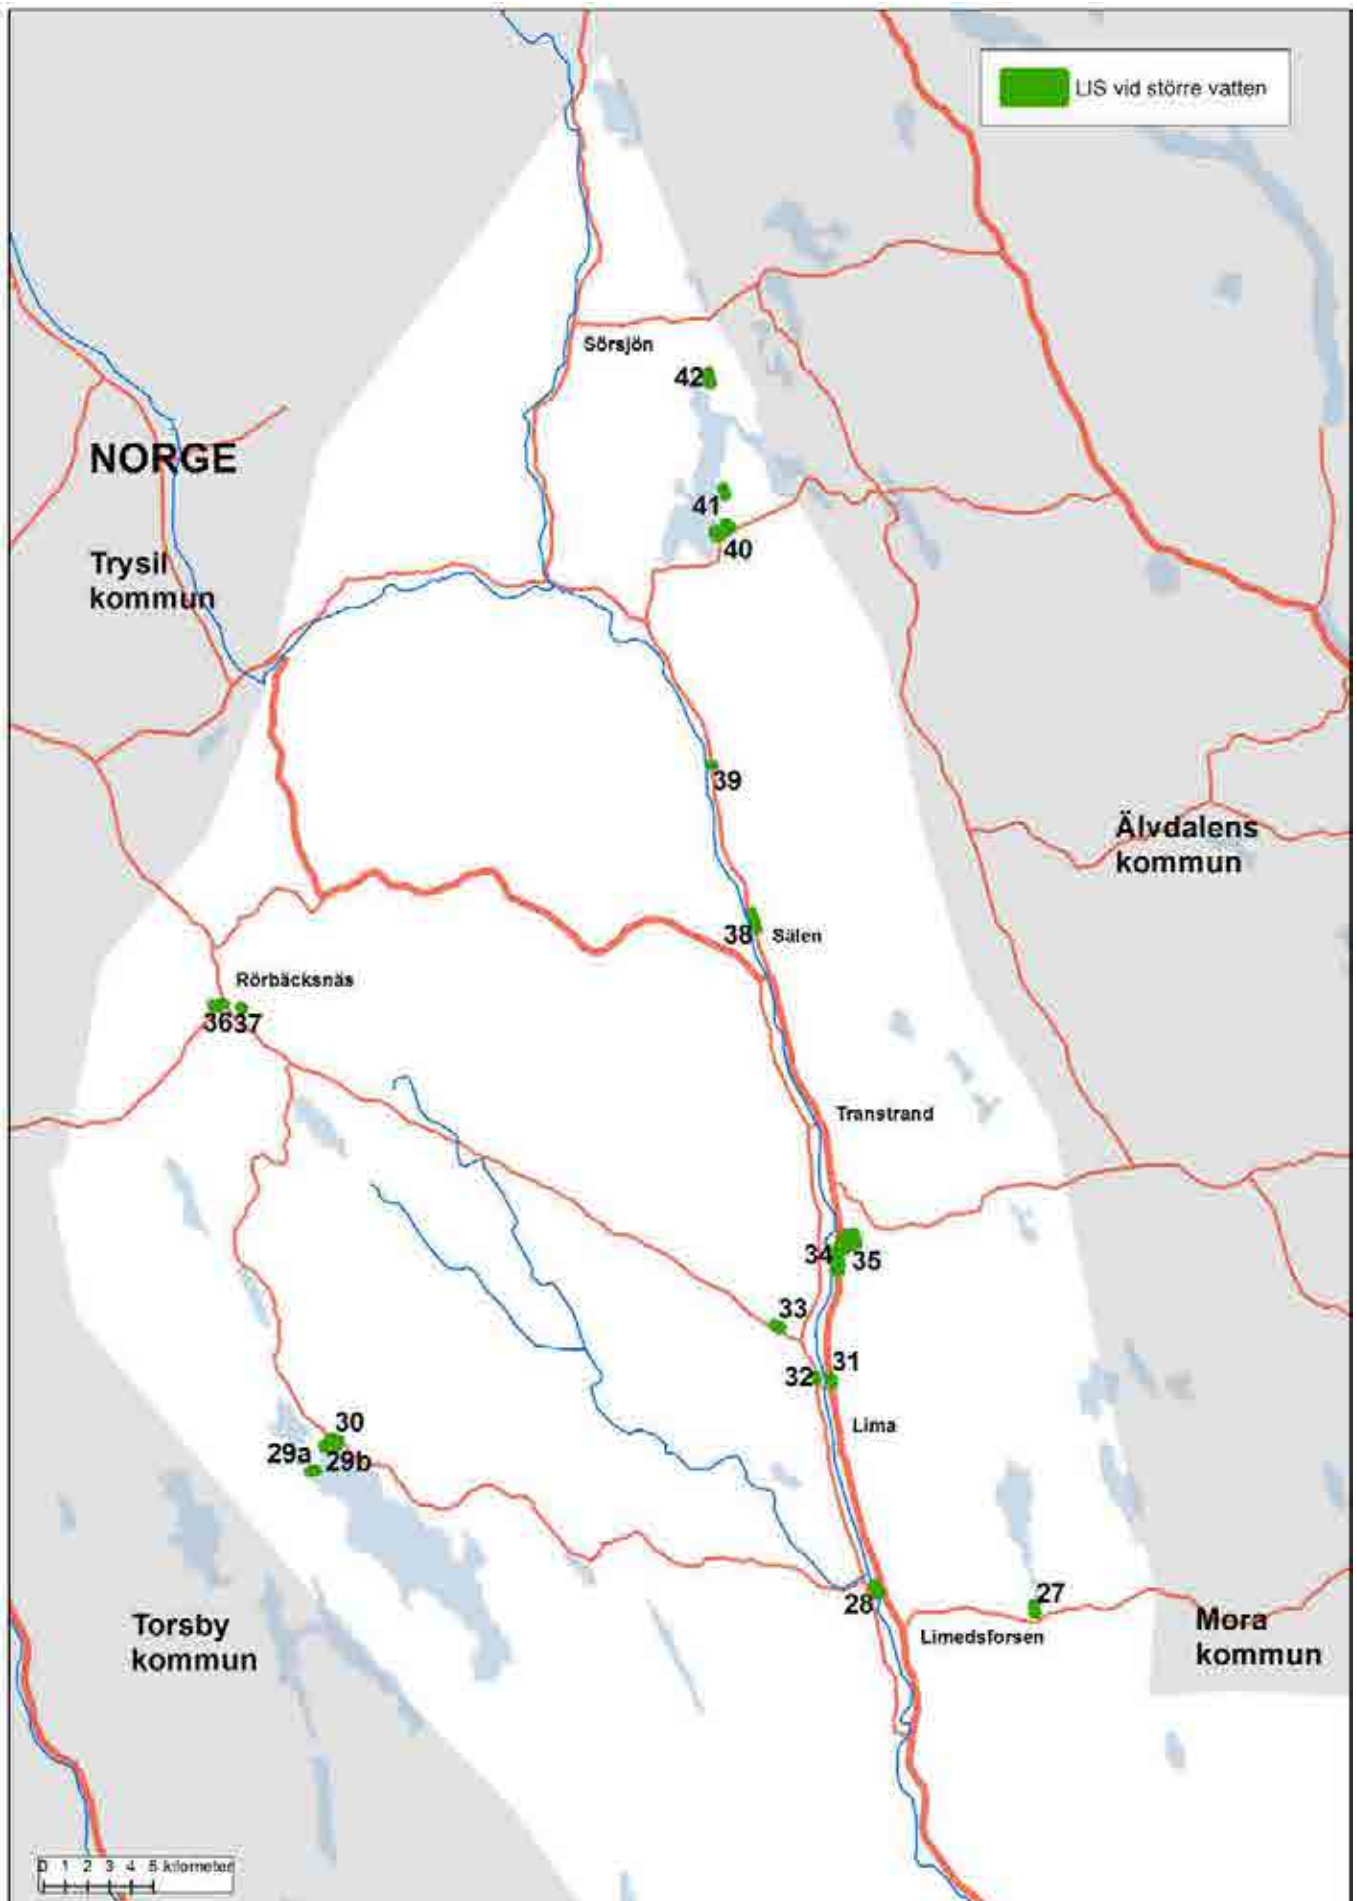 LIS vid större vatten
Sörsjön
42
NORGE
41
40
Trysil
kommun
39
Älvdalens
kommun
38
Sälen
Rörbäcksnäs
36
37
Transtrand
34
35
33
31
32
Lima
30
29a
29b
28
27
Limedsforsen
Torsby
kommun
Mora
kommun
0 1 2 3 4 5 kilometer